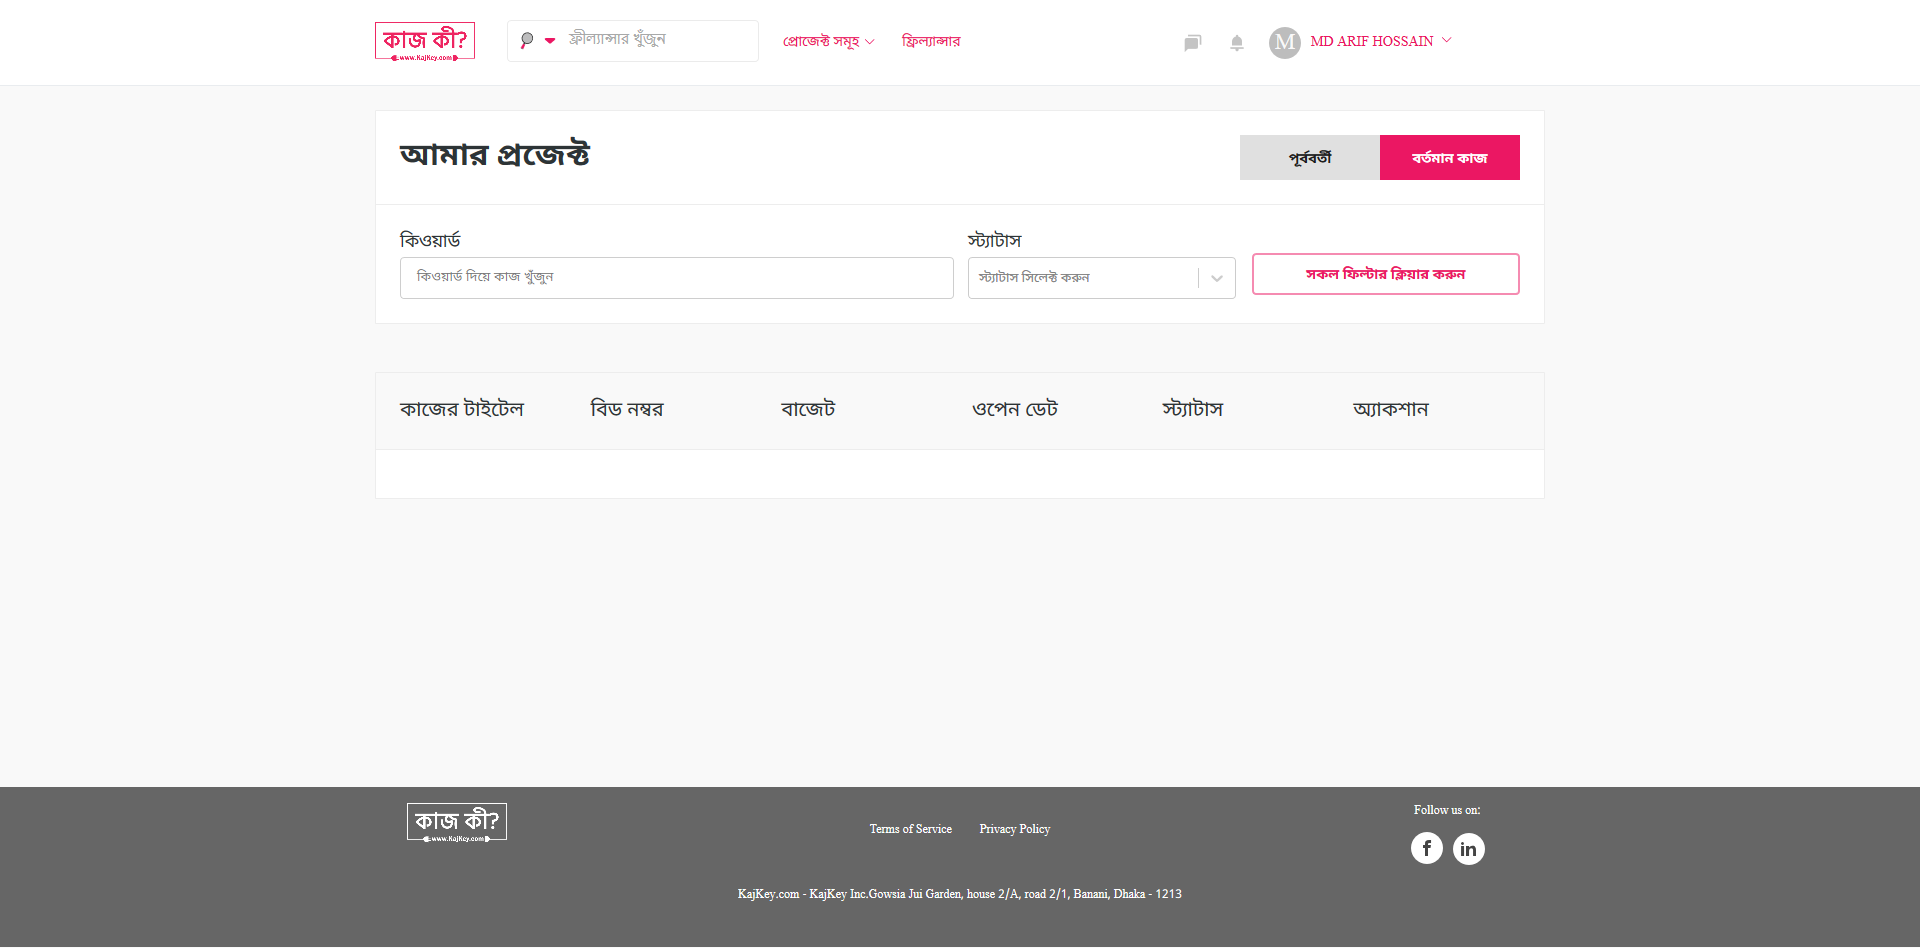 কাজ কী?
www.KajKey.com
ফ্রীল্যান্সার খুঁজুন
প্রোজেক্ট সমূহ
ফ্রিল্যান্সার
M
MD ARIF HOSSAIN
আমার প্রজেক্ট
পূর্ববর্তী
বর্তমান কাজ
কিওয়ার্ড
স্ট্যাটাস
কিওয়ার্ড দিয়ে কাজ খুঁজুন
স্ট্যাটাস সিলেক্ট করুন
সকল ফিল্টার ক্লিয়ার করুন
কাজের টাইটেল
বিড নম্বর
বাজেট
ওপেন ডেট
স্ট্যাটাস
অ্যাকশান
কাজ কী?
www.KajKey.com
Terms of Service
Privacy Policy
Follow us on:
f
in
KajKey.com - KajKey Inc.Gowsia Jui Garden, house 2/A, road 2/1, Banani, Dhaka - 1213